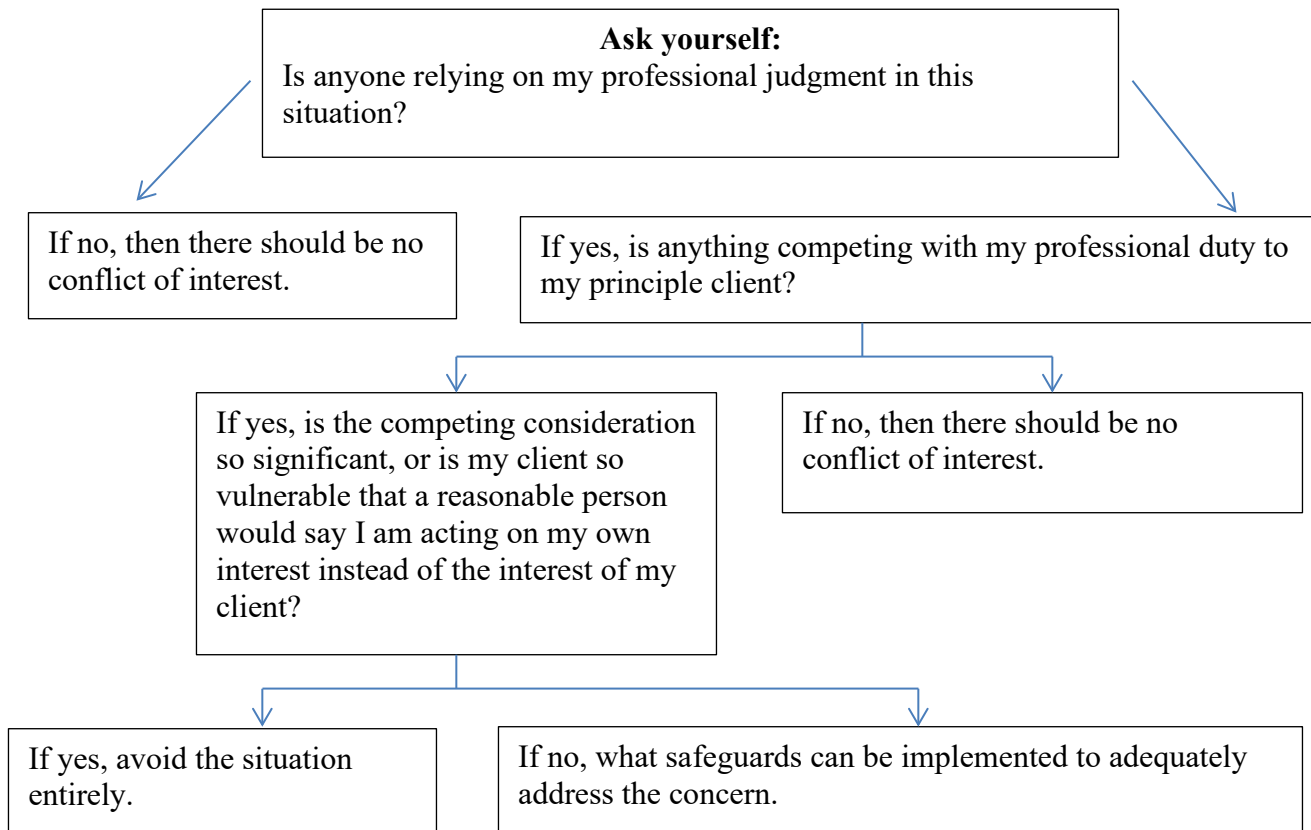 Ask yourself:
Is anyone relying on my professional judgment in this
situation?
If no, then there should be no
conflict of interest.
If yes, is anything competing with my professional duty to
my principle client?
If yes, is the competing consideration
so significant, or is my client so
vulnerable that a reasonable person
would say I am acting on my own
interest instead of the interest of my
client?
If no, then there should be no
conflict of interest.
If yes, avoid the situation
entirely.
If no, what safeguards can be implemented to adequately
address the concern.